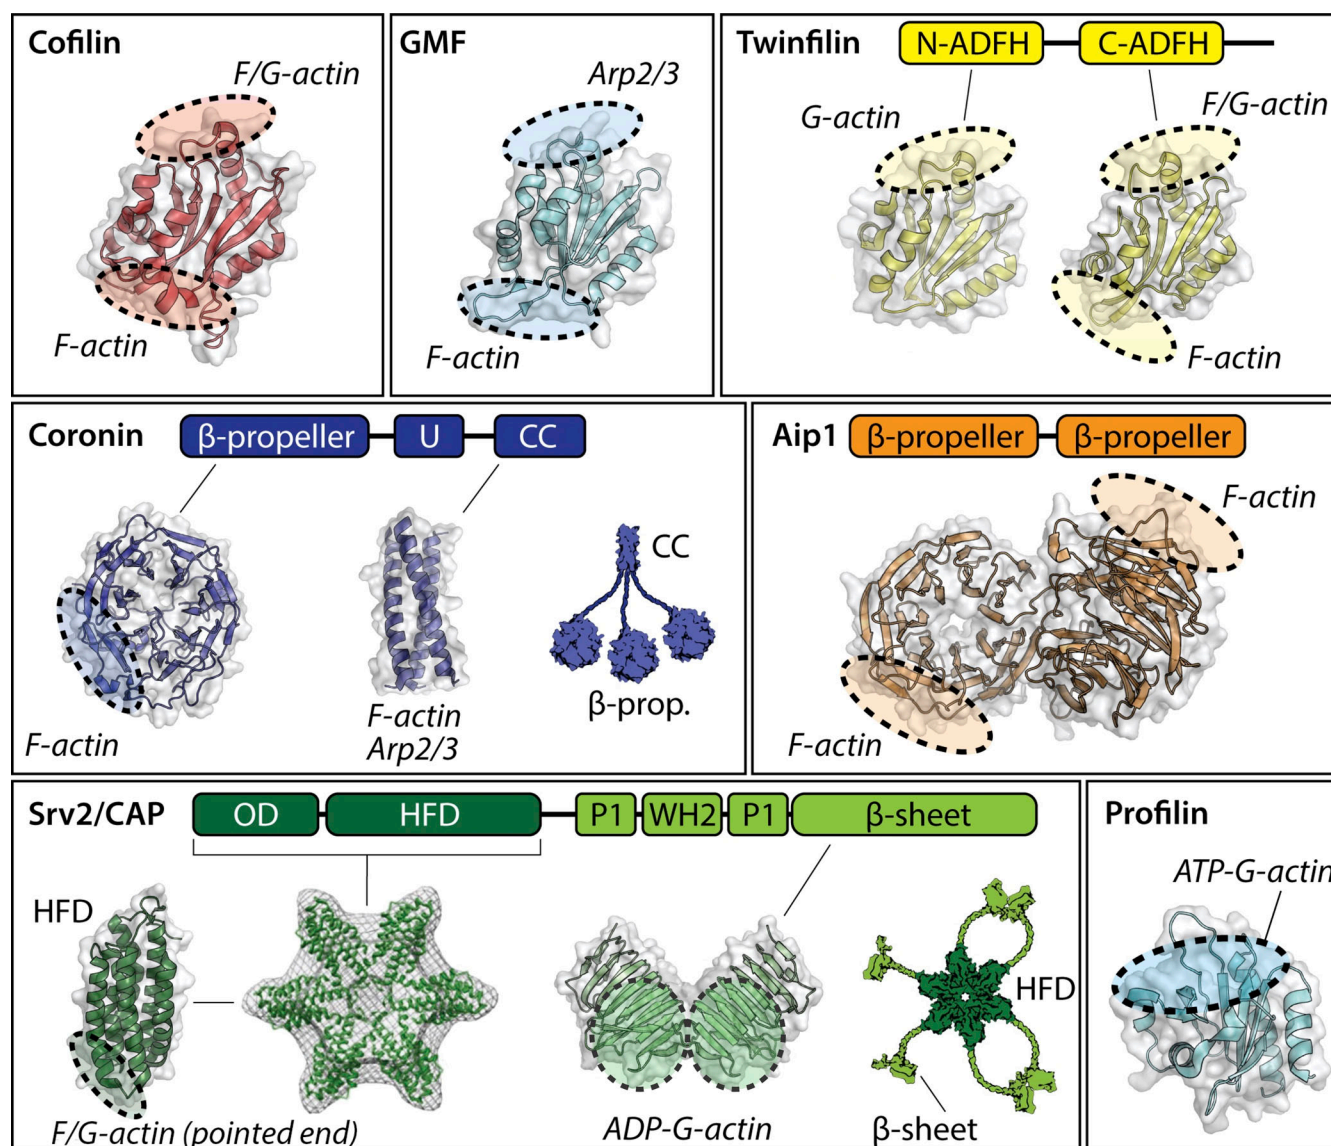 Cofilin
F/G-actin
F-actin
GMF
Arp2/3
F-actin
Twinfilin
N-ADFH
C-ADFH
G-actin
F/G-actin
F-actin
Coronin
β-propeller
U
CC
F-actin
F-actin
Arp2/3
CC
β-prop.
Aip1
β-propeller
β-propeller
F-actin
F-actin
Srv2/CAP
OD
HFD
P1
WH2
P1
β-sheet
HFD
F/G-actin (pointed end)
ADP-G-actin
HFD
β-sheet
Profilin
ATP-G-actin